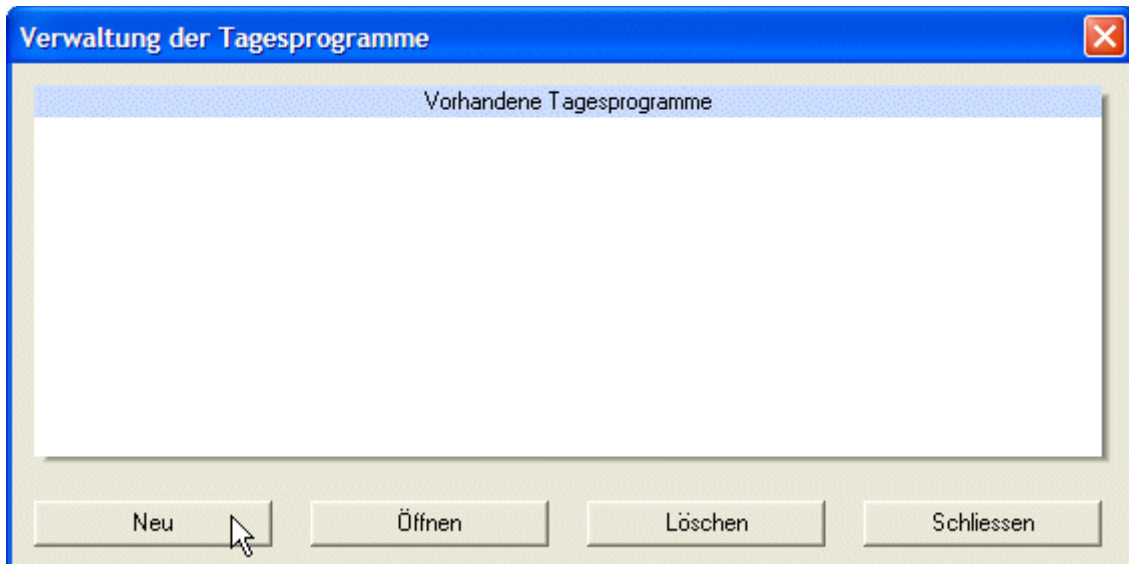 Verwaltung der Tagesprogramme
Vorhandene Tagesprogramme
Neu Öffnen Löschen Schliessen